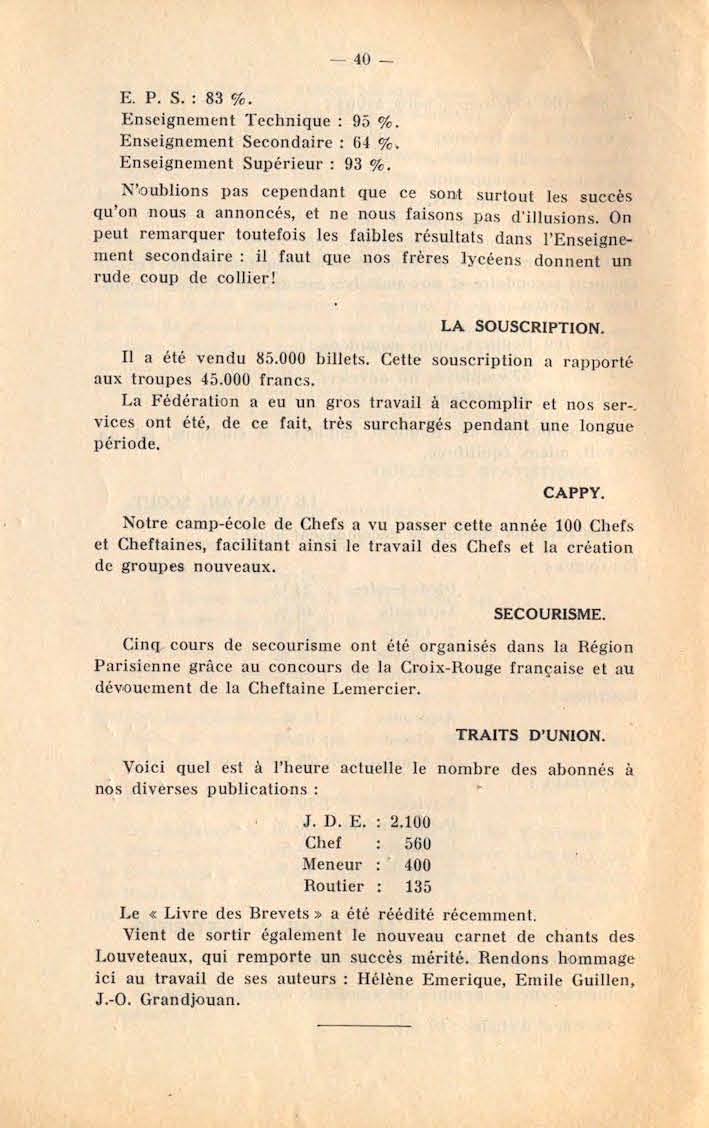 — 40 —
E. P. S. : 83 %.
Enseignement Technique : 95 %.
Enseignement Secondaire : 64 %.
Enseignement Supérieur : 93 %.
N'oublions pas cependant que ce sont surtout les succès
qu'on nous a annoncés, et ne nous faisons pas d'illusions. On
peut remarquer toutefois les faibles résultats dans l'Enseigne-
ment secondaire : il faut que nos frères lycéens donnent un
rude coup de collier!
LA SOUSCRIPTION.
Il a été vendu 85.000 billets. Cette souscription a rapporté
aux troupes 45.000 francs.
La Fédération a eu un gros travail à accomplir et nos ser-
vices ont été, de ce fait, très surchargés pendant une longue
période.
CAPPY.
Notre camp-école de Chefs a vu passer cette année 100 Chefs
et Cheftaines, facilitant ainsi le travail des Chefs et la création
de groupes nouveaux.
SECOURISME.
Cinq cours de secourisme ont été organisés dans la Région
Parisienne grâce au concours de la Croix-Rouge française et au
dévouement de la Cheftaine Lemercier.
TRAITS D'UNION.
Voici quel est à l'heure actuelle le nombre des abonnés à
nos diverses publications :
J. D. E. : 2.100
Chef : 560
Meneur : 400
Routier : 135
Le « Livre des Brevets » a été réédité récemment.
Vient de sortir également le nouveau carnet de chants des
Louveteaux, qui remporte un succès mérité. Rendons hommage
ici au travail de ses auteurs : Hélène Emerique, Emile Guillen,
J.-O. Grandjouan.